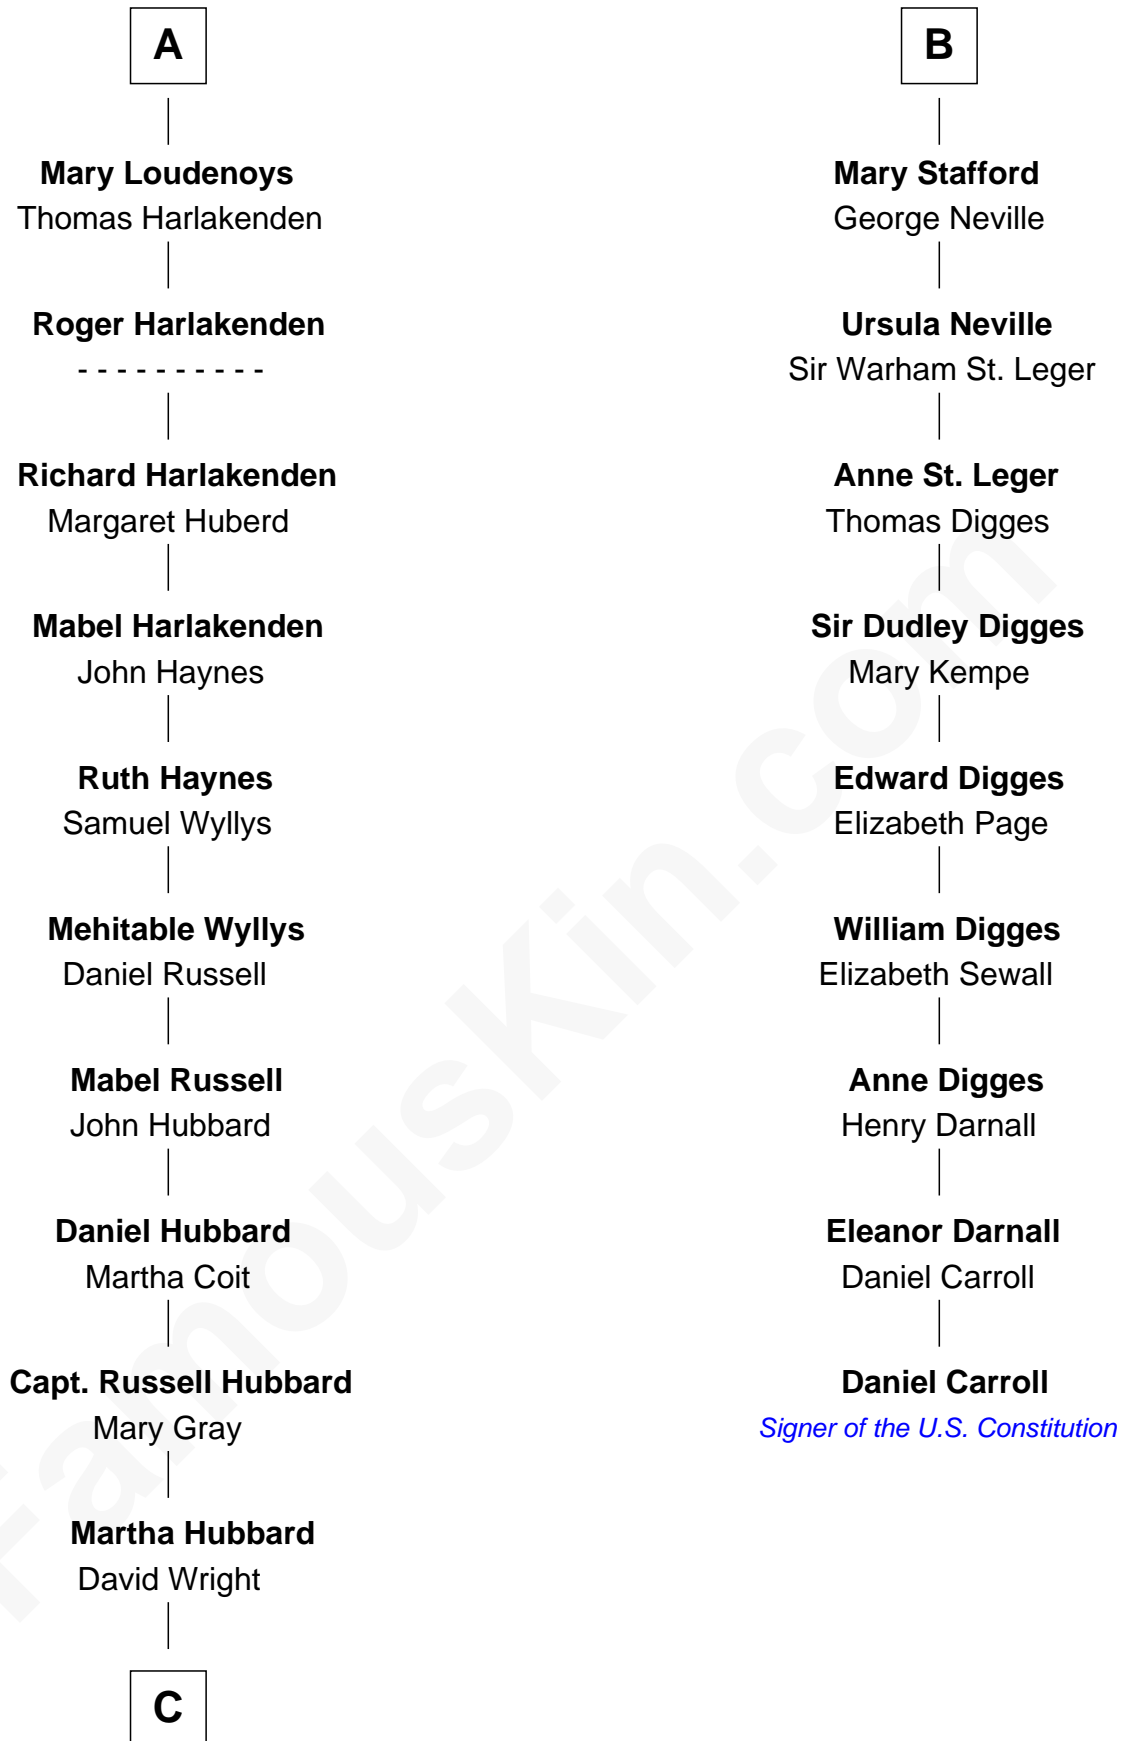 A
Mary Loudenoys
Thomas Harlakenden
Roger Harlakenden
- - - - - - - - - -
Richard Harlakenden
Margaret Huberd
Mabel Harlakenden
John Haynes
Ruth Haynes
Samuel Wyllys
Mehitable Wyllys
Daniel Russell
Mabel Russell
John Hubbard
Daniel Hubbard
Martha Coit
Capt. Russell Hubbard
Mary Gray
Martha Hubbard
David Wright
C
B
Mary Stafford
George Neville
Ursula Neville
Sir Warham St. Leger
Anne St. Leger
Thomas Digges
Sir Dudley Digges
Mary Kempe
Edward Digges
Elizabeth Page
William Digges
Elizabeth Sewall
Anne Digges
Henry Darnall
Eleanor Darnall
Daniel Carroll
Daniel Carroll
Signer of the U.S. Constitution
FamousKin.com